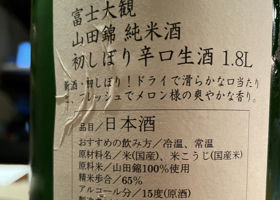 富士大観
山田錦 純米酒
初しぼり辛口生酒 1.8L
新酒・初しぼり！ドライで滑らかな口当たり
フレッシュでメロン様の爽やかな香り。
品目／日本酒
おすすめの飲み方／冷温、常温
原材料名／米(国産)、米こうじ(国産米)
原料米／山田錦100%使用
精米歩合／65%
アルコール分／15度(原酒)